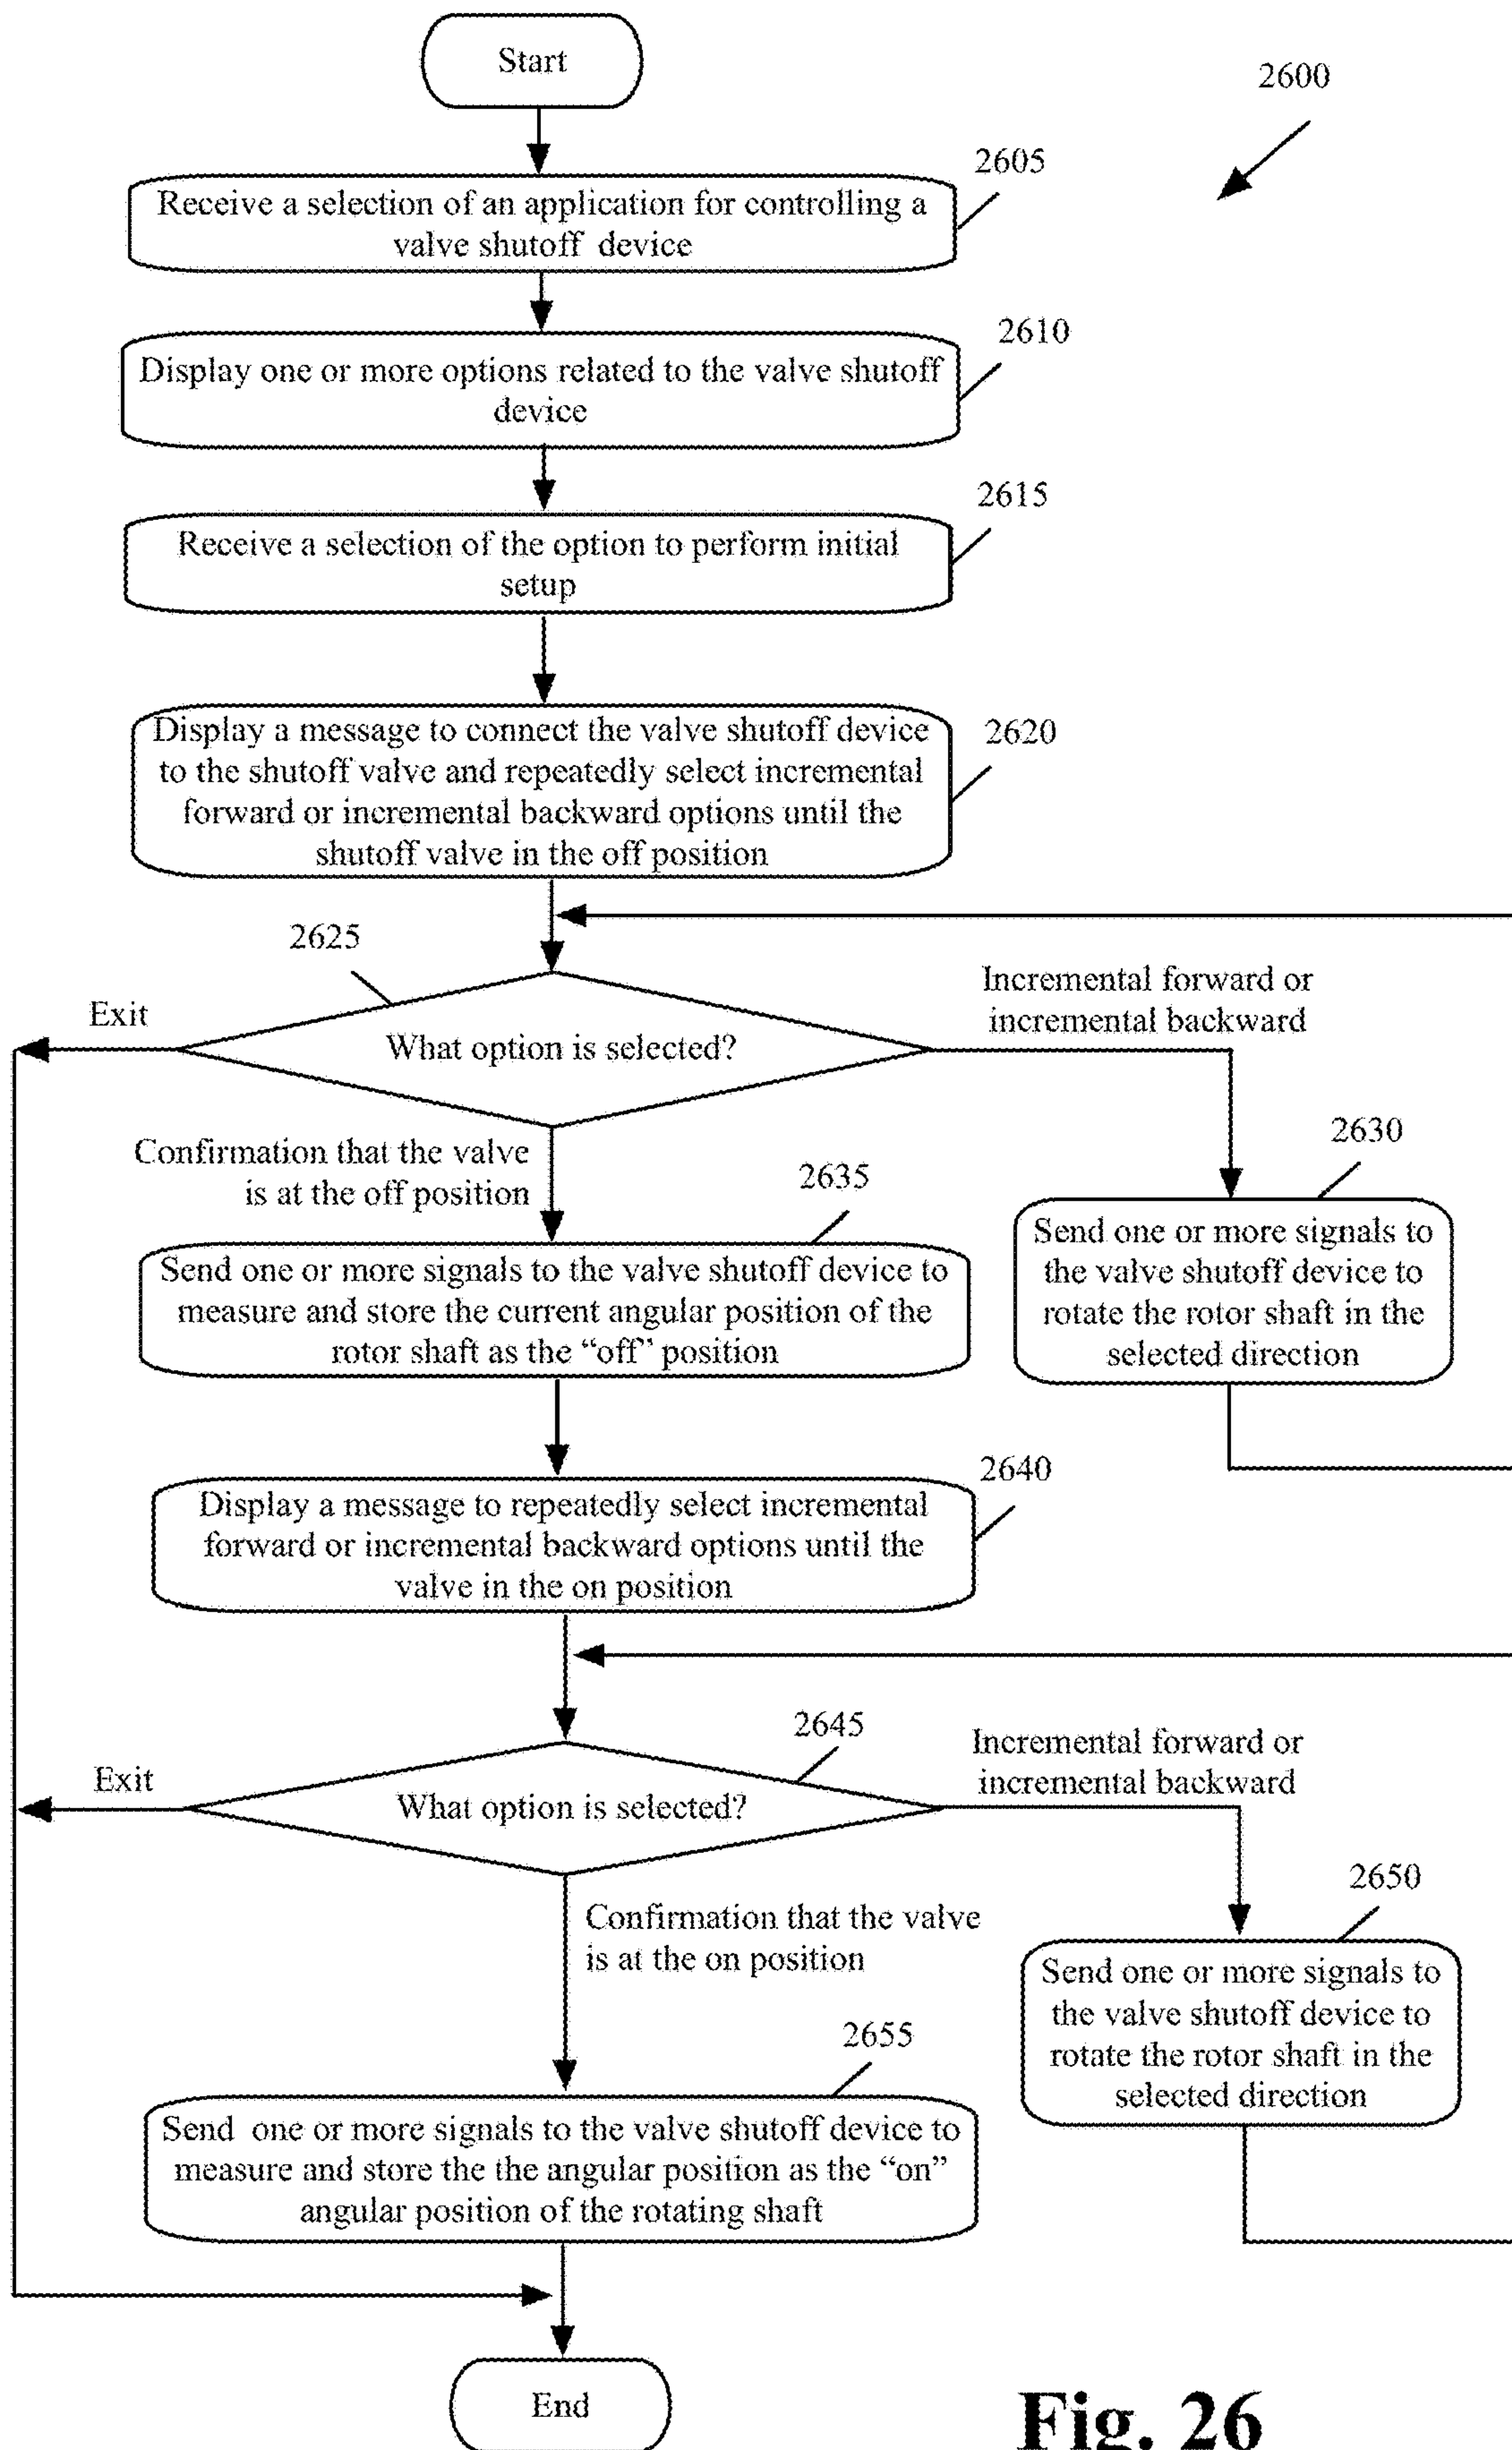 Start
2600
2605
Receive a selection of an application for controlling a
valve shutoff device
2610
Display one or more options related to the valve shutoff
device
2615
Receive a selection of the option to perform initial
setup
2620
Display a message to connect the valve shutoff device
to the shutoff valve and repeatedly select incremental
forward or incremental backward options until the
shutoff valve in the off position
2625
Exit
What option is selected?
Incremental forward or
incremental backward
Confirmation that the valve
is at the off position
2630
Send one or more signals to
the valve shutoff device to
rotate the rotor shaft in the
selected direction
2635
Send one or more signals to the valve shutoff device to
measure and store the current angular position of the
rotor shaft as the “off” position
2640
Display a message to repeatedly select incremental
forward or incremental backward options until the
valve in the on position
2645
Exit
What option is selected?
Incremental forward or
incremental backward
Confirmation that the valve
is at the on position
2650
Send one or more signals to
the valve shutoff device to
rotate the rotor shaft in the
selected direction
2655
Send one or more signals to the valve shutoff device to
measure and store the the angular position as the “on”
angular position of the rotating shaft
End
Fig. 26